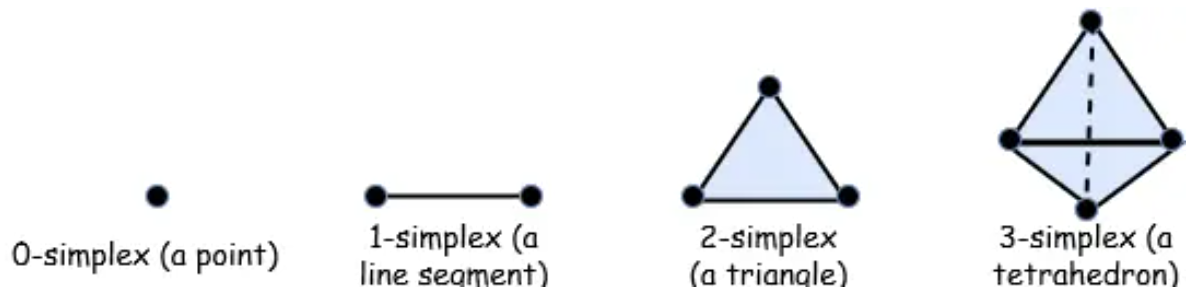 0-simplex (a point)
1-simplex (a
line segment)
2-simplex
(a triangle)
3-simplex (a
tetrahedron)